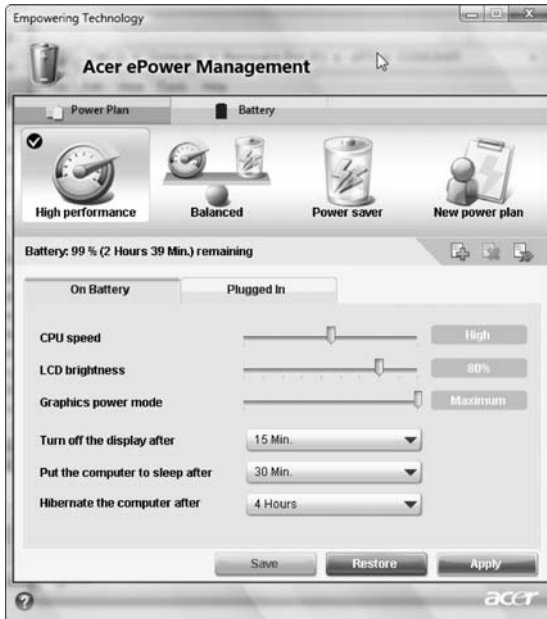 Empowering Technology
Acer ePower Management
Power Plan Battery
High performance Balanced Power saver New power plan
Battery: 99 % (2 Hours 39 Min.) remaining
On Battery Plugged In
CPU speed High
LCD brightness 80%
Graphics power mode Maximum
Turn off the display after 15 Min.
Put the computer to sleep after 30 Min.
Hibernate the computer after 4 Hours
Save Restore Apply
acer